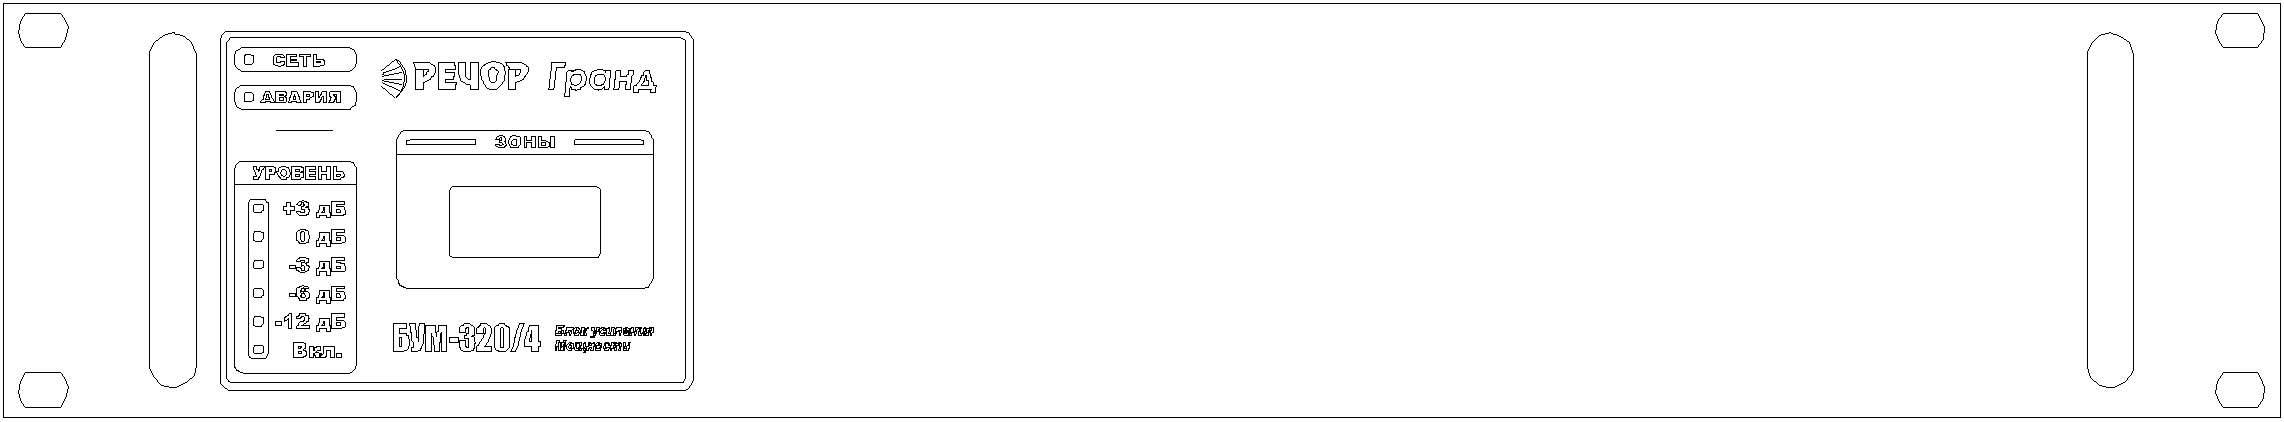 СЕТЬ
АВАРИЯ
РЕЧОР Гранд
ЗОНЫ
УРОВЕНЬ
+3 дБ
0 дБ
-3 дБ
-6 дБ
-12 дБ
Вкл.
БУМ-320/4
Блок усиления
Мощности